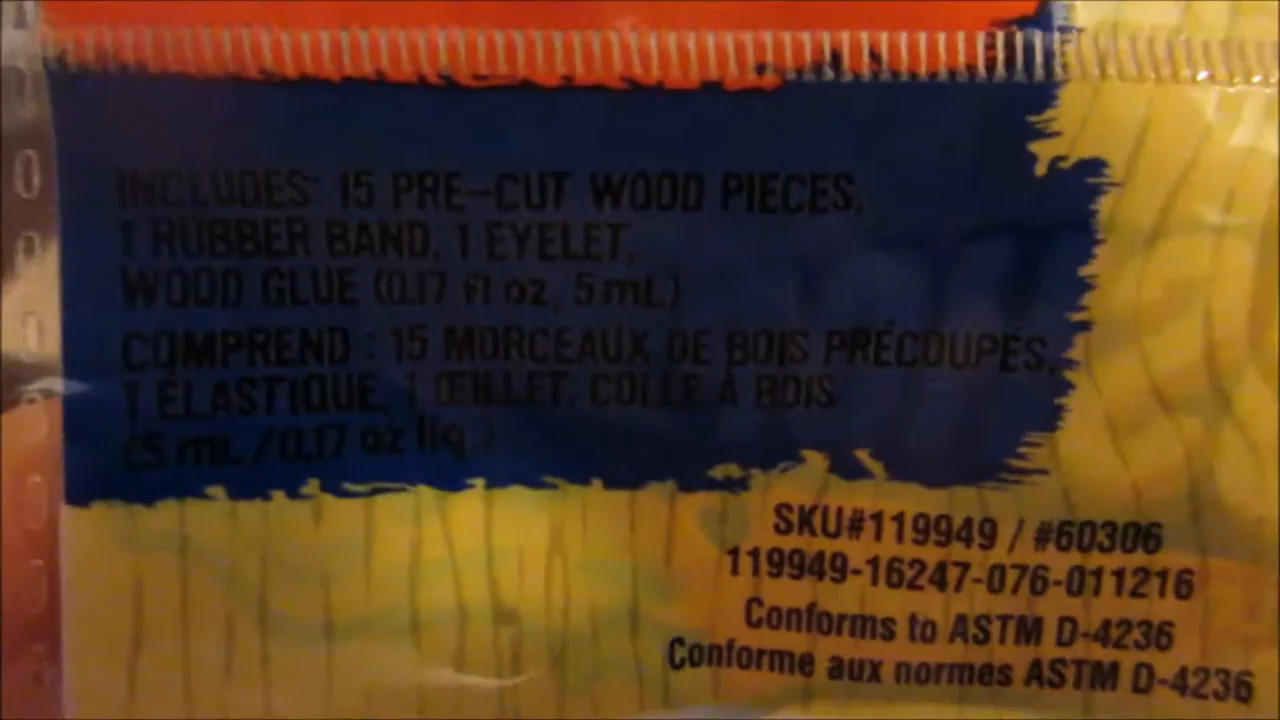 INCLUDES: 15 PRE-CUT WOOD PIECES,
1 RUBBER BAND, 1 EYELET,
WOOD GLUE (0.17 fl oz, 5 mL)
COMPREND : 15 MORCEAUX DE BOIS PRÉCOUPÉS,
1 ÉLASTIQUE, 1 ŒILLET, COLLE À BOIS
(5 mL/0,17 oz liq.)
SKU#119949 / #60306
119949-16247-076-011216
Conforms to ASTM D-4236
Conforme aux normes ASTM D-4236